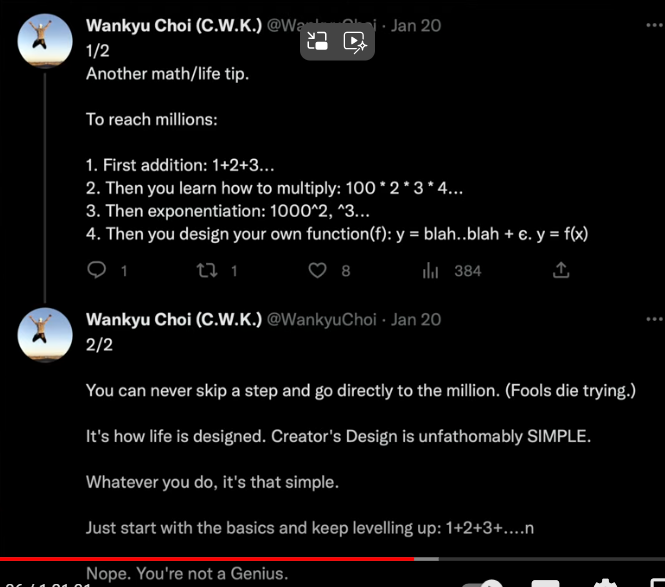 Wankyu Choi (C.W.K.) @WankyuChoi · Jan 20
1/2
Another math/life tip.
To reach millions:
1. First addition: 1+2+3...
2. Then you learn how to multiply: 100 * 2 * 3 * 4...
3. Then exponentiation: 1000^2, ^3...
4. Then you design your own function(f): y = blah..blah + ϵ. y = f(x)
1 1 8 384
Wankyu Choi (C.W.K.) @WankyuChoi · Jan 20
2/2
You can never skip a step and go directly to the million. (Fools die trying.)
It's how life is designed. Creator's Design is unfathomably SIMPLE.
Whatever you do, it's that simple.
Just start with the basics and keep levelling up: 1+2+3+....n
Nope. You're not a Genius.